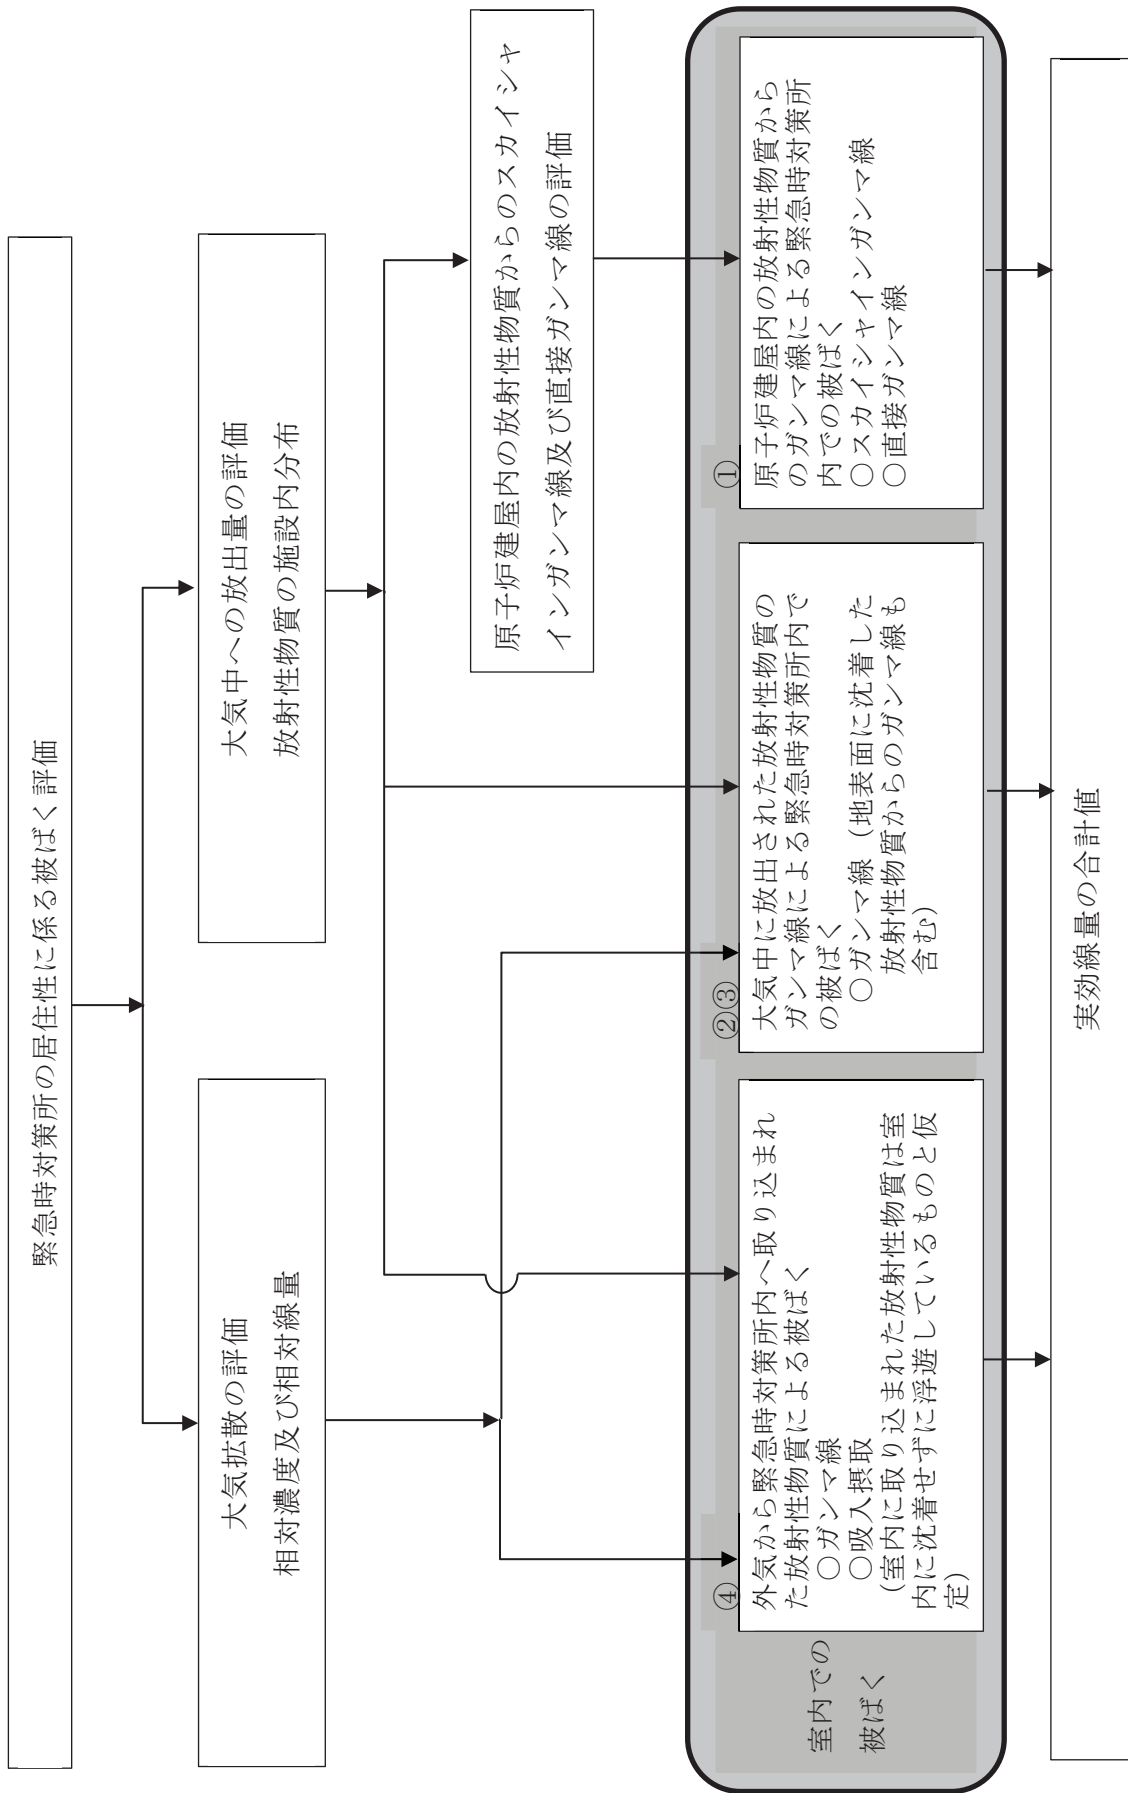 緊急時対策所の居住性に係る被ばく評価
大気拡散の評価
相対濃度及び相対線量
大気中への放出量の評価
放射性物質の施設内分布
原子炉建屋内の放射性物質からのスカイシャ
インガンマ線及び直接ガンマ線の評価
室内での
被ばく
④
外気から緊急時対策所内へ取り込まれ
た放射性物質による被ばく
○ガンマ線
○吸入摂取
(室内に取り込まれた放射性物質は室
内に沈着せずに浮遊しているものと仮
定)
②③
大気中に放出された放射性物質の
ガンマ線による緊急時対策所内で
の被ばく
○ガンマ線(地表面に沈着した
放射性物質からのガンマ線も
含む)
①
原子炉建屋内の放射性物質から
のガンマ線による緊急時対策所
内での被ばく
○スカイシャインガンマ線
○直接ガンマ線
実効線量の合計値